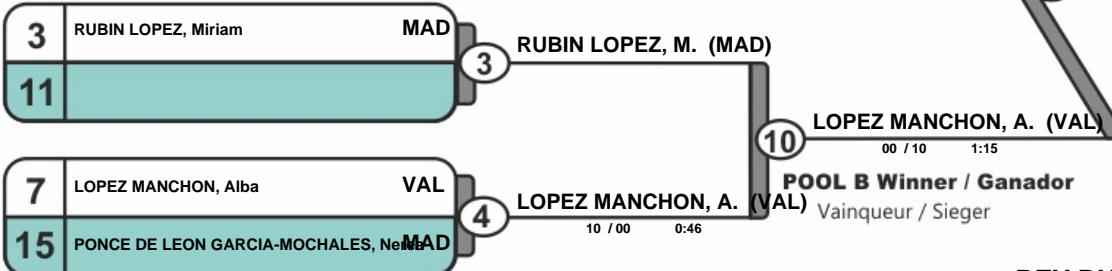 3 RUBIN LOPEZ, Miriam MAD
11
3
RUBIN LOPEZ, M. (MAD)
7 LOPEZ MANCHON, Alba VAL
15 PONCE DE LEON GARCIA-MOCHALES, Nerea MAD
4
LOPEZ MANCHON, A. (VAL)
10 / 00 0:46
10
LOPEZ MANCHON, A. (VAL)
00 / 10 1:15
POOL B Winner / Ganador
Vainqueur / Sieger